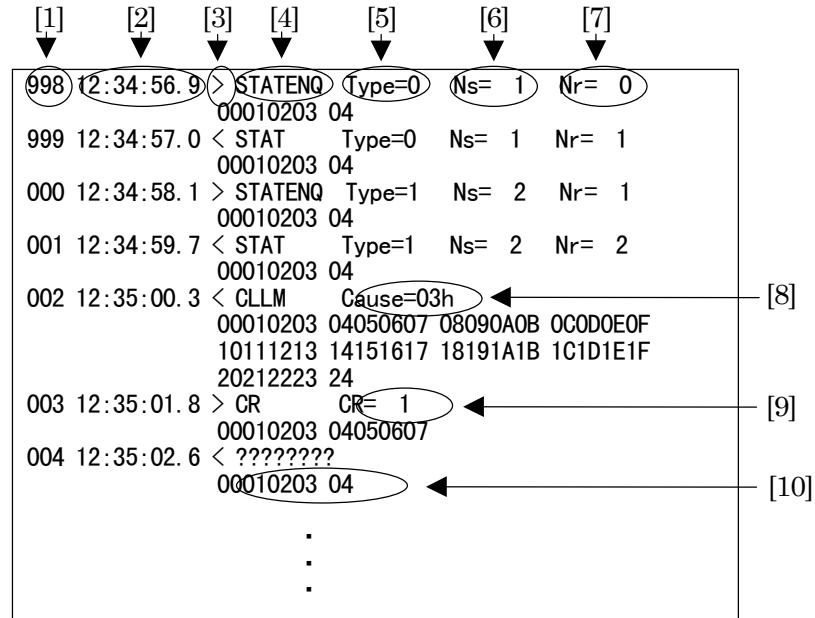 [1] [2] [3] [4] [5] [6] [7]
998 12:34:56.9 > STATENQ Type=0 Ns= 1 Nr= 0
00010203 04
999 12:34:57.0 < STAT Type=0 Ns= 1 Nr= 1
00010203 04
000 12:34:58.1 > STATENQ Type=1 Ns= 2 Nr= 1
00010203 04
001 12:34:59.7 < STAT Type=1 Ns= 2 Nr= 2
00010203 04
002 12:35:00.3 < CLLM Cause=03h [8]
00010203 04050607 08090A0B 0C0D0E0F
10111213 14151617 18191A1B 1C1D1E1F
20212223 24
003 12:35:01.8 > CR CR= 1 [9]
00010203 04050607
004 12:35:02.6 < ????????
00010203 04 [10]